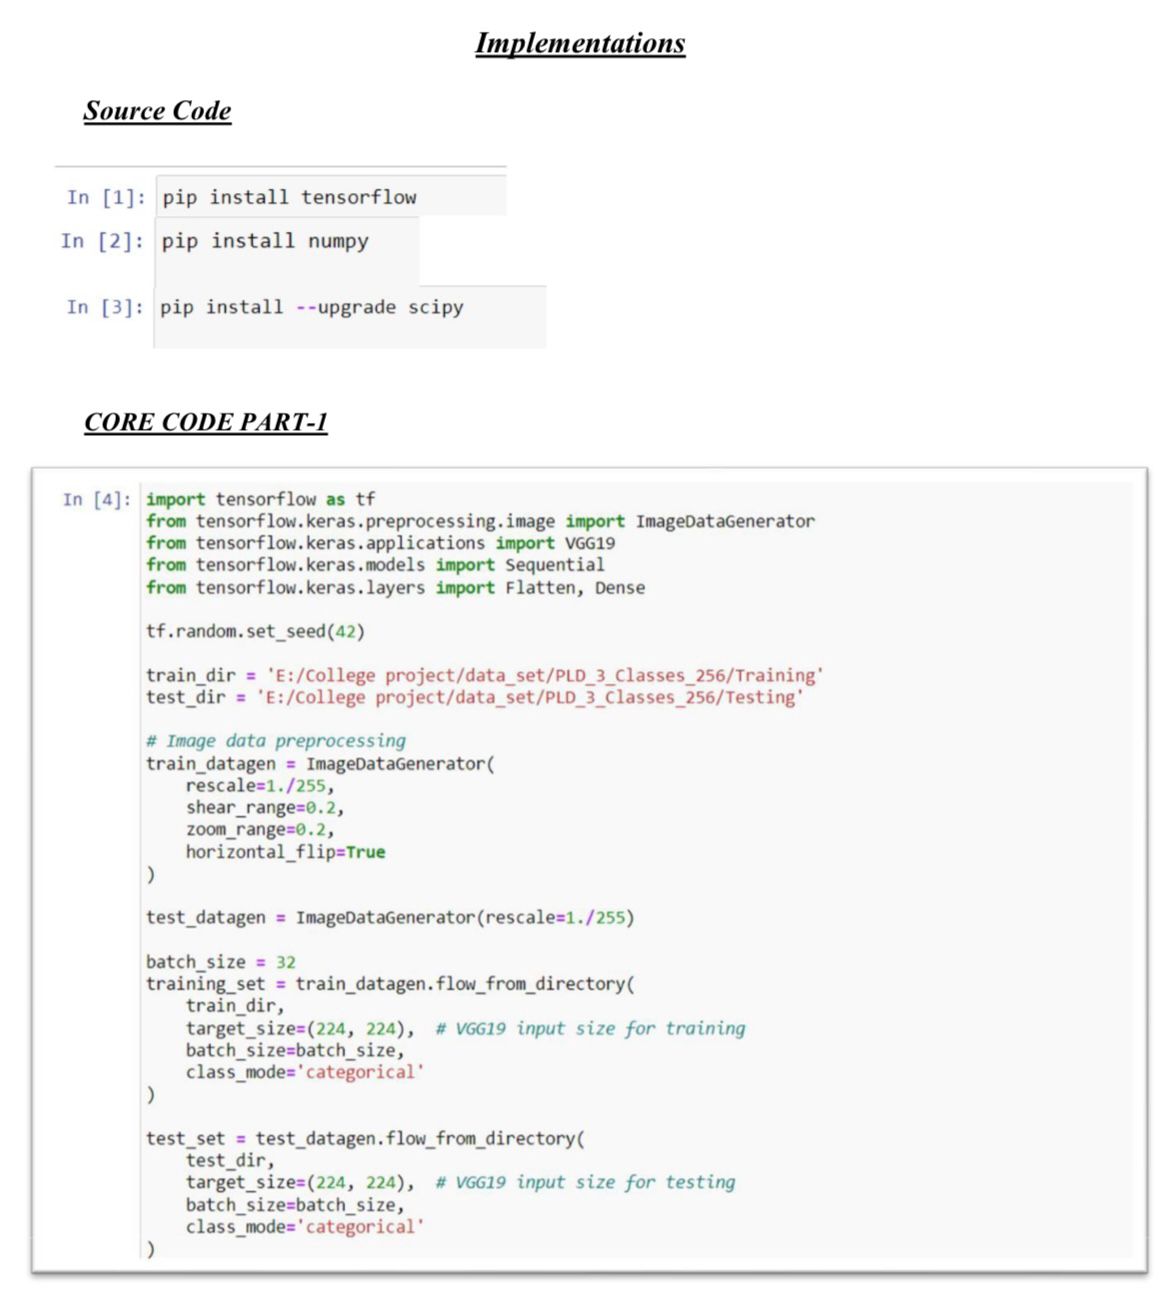 Implementations
Source Code
In [1]: pip install tensorflow
In [2]: pip install numpy
In [3]: pip install --upgrade scipy
CORE CODE PART-1
In [4]: import tensorflow as tf
from tensorflow.keras.preprocessing.image import ImageDataGenerator
from tensorflow.keras.applications import VGG19
from tensorflow.keras.models import Sequential
from tensorflow.keras.layers import Flatten, Dense
tf.random.set_seed(42)
train_dir = 'E:/College project/data_set/PLD_3_Classes_256/Training'
test_dir = 'E:/College project/data_set/PLD_3_Classes_256/Testing'
# Image data preprocessing
train_datagen = ImageDataGenerator(
    rescale=1./255,
    shear_range=0.2,
    zoom_range=0.2,
    horizontal_flip=True
)
test_datagen = ImageDataGenerator(rescale=1./255)
batch_size = 32
training_set = train_datagen.flow_from_directory(
    train_dir,
    target_size=(224, 224),  # VGG19 input size for training
    batch_size=batch_size,
    class_mode='categorical'
)
test_set = test_datagen.flow_from_directory(
    test_dir,
    target_size=(224, 224),  # VGG19 input size for testing
    batch_size=batch_size,
    class_mode='categorical'
)